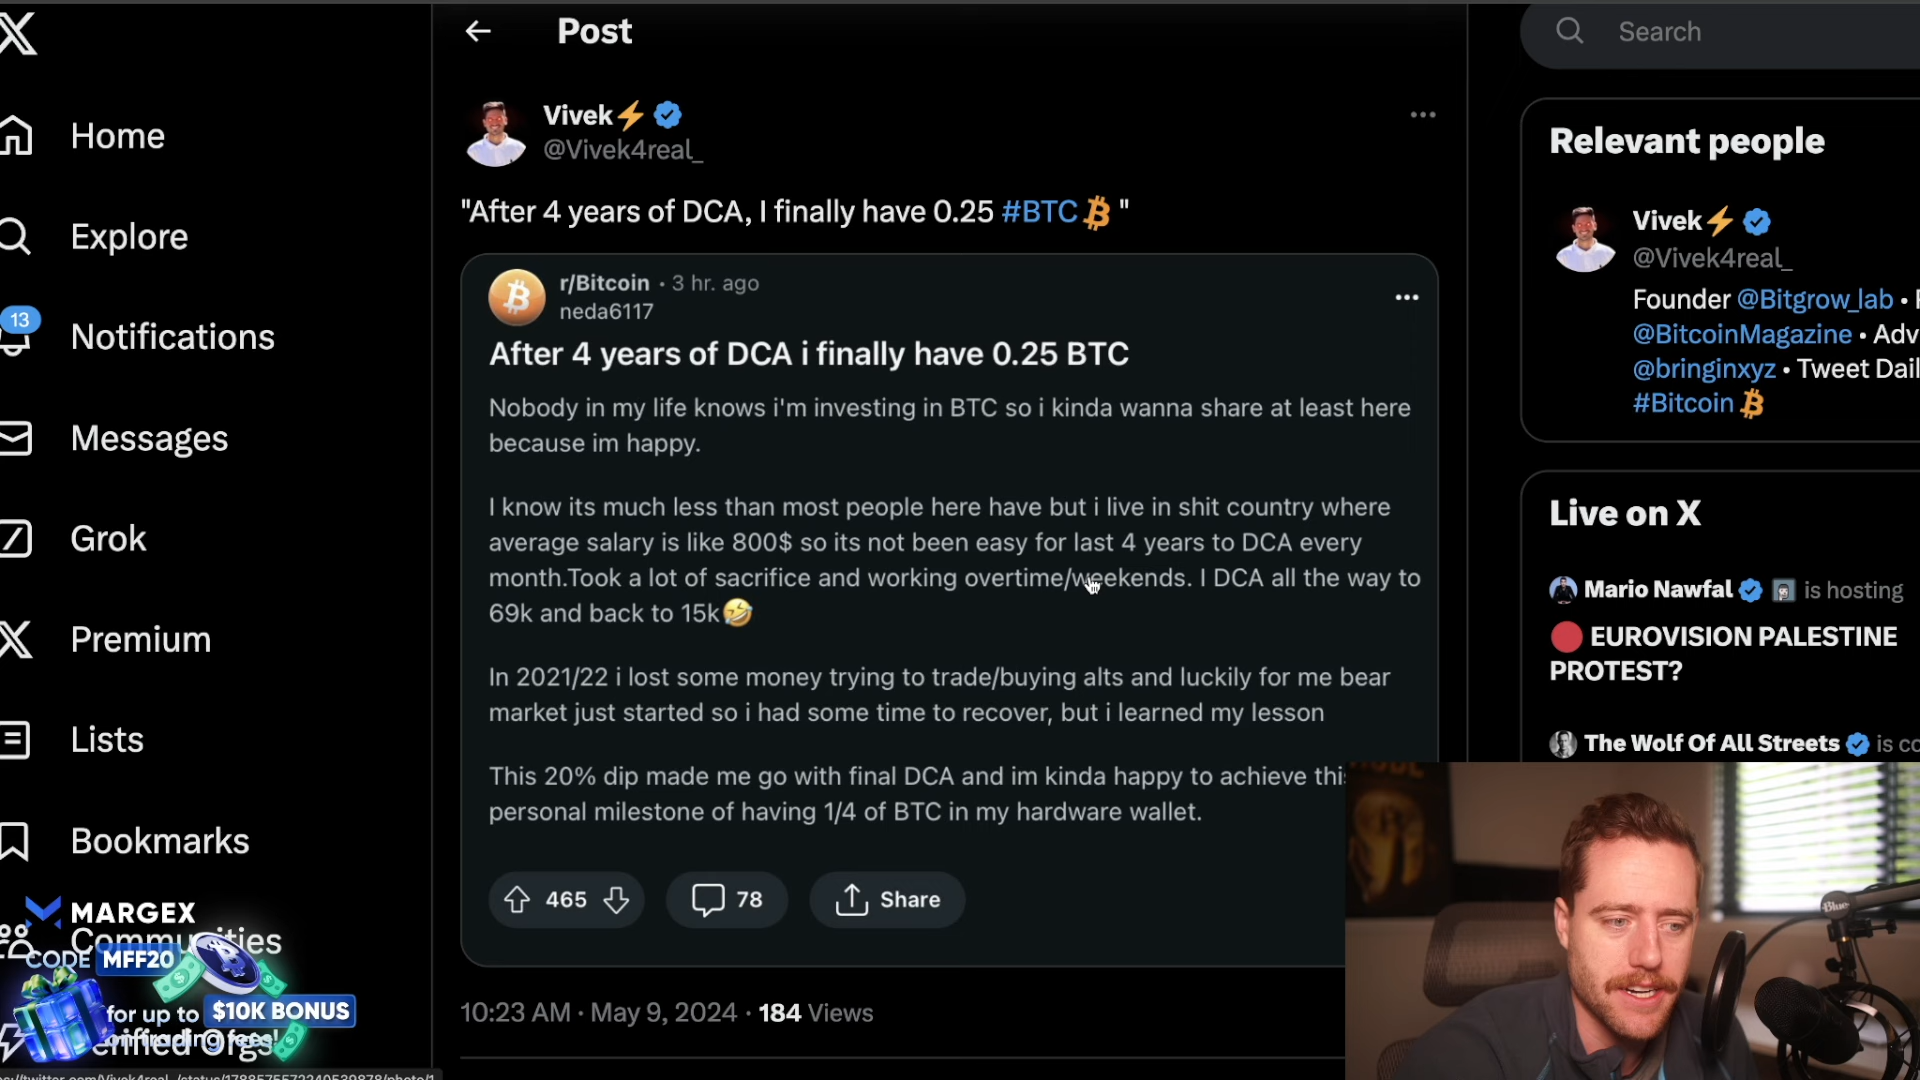 Post
Search
Home
Explore
13
Notifications
Messages
Grok
Premium
Lists
Bookmarks
MARGEX
Communities
CODE MFF20
for up to $10K BONUS
on trading fees!
Verified Orgs
Vivek⚡
@Vivek4real_
"After 4 years of DCA, I finally have 0.25 #BTC "
r/Bitcoin • 3 hr. ago
neda6117
After 4 years of DCA i finally have 0.25 BTC
Nobody in my life knows i'm investing in BTC so i kinda wanna share at least here
because im happy.
I know its much less than most people here have but i live in shit country where
average salary is like 800$ so its not been easy for last 4 years to DCA every
month.Took a lot of sacrifice and working overtime/weekends. I DCA all the way to
69k and back to 15k🤣
In 2021/22 i lost some money trying to trade/buying alts and luckily for me bear
market just started so i had some time to recover, but i learned my lesson
This 20% dip made me go with final DCA and im kinda happy to achieve this
personal milestone of having 1/4 of BTC in my hardware wallet.
465
78
Share
10:23 AM · May 9, 2024 · 184 Views
Relevant people
Vivek⚡
@Vivek4real_
Founder @Bitgrow_lab •
@BitcoinMagazine • Adv
@bringinxyz • Tweet Dail
#Bitcoin
Live on X
Mario Nawfal is hosting
EUROVISION PALESTINE
PROTEST?
The Wolf Of All Streets is co
Blue